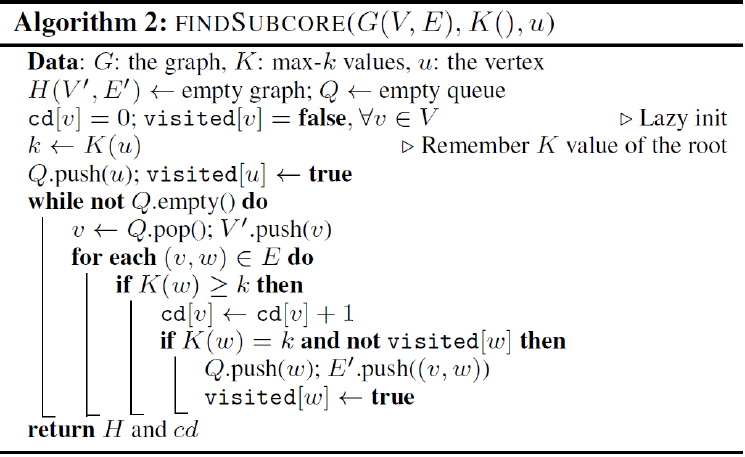 Algorithm 2: FINDSUBCORE(G(V, E), K(), u)
Data: G: the graph, K: max-k values, u: the vertex
H(V′, E′) ← empty graph; Q ← empty queue
cd[v] = 0; visited[v] = false, ∀v ∈ V ▷ Lazy init
k ← K(u) ▷ Remember K value of the root
Q.push(u); visited[u] ← true
while not Q.empty() do
v ← Q.pop(); V′.push(v)
for each (v, w) ∈ E do
if K(w) ≥ k then
cd[v] ← cd[v] + 1
if K(w) = k and not visited[w] then
Q.push(w); E′.push((v, w))
visited[w] ← true
return H and cd